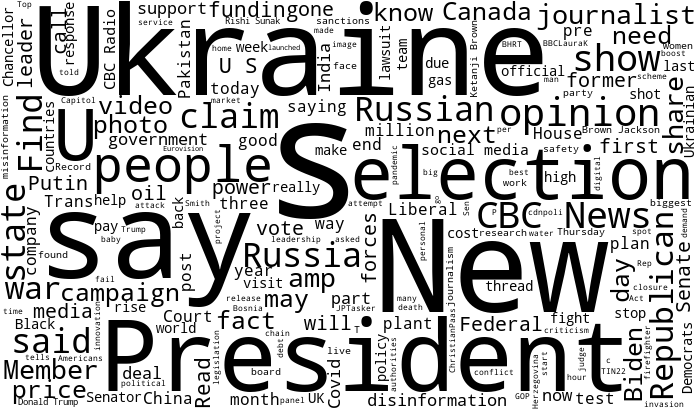 Top
Chancellor
leader
response
call
Ukraine
support funding one
service
Rishi Sunak
week
home launched
CBC Radio
told
Pakistan
U S
today
market
sanctions
made
image
face
India
lawsuit
know Canada
team
due
gas
pre
official
Ketanji Brown
journalist
BHRT
BBCLauraK
need
show
former
man
boost
women
last
party
scheme
shot
share
Ukrainian
misinformation
Find
countries
Capitol
video
photo
claim
saying
Russian opinion
million
next
House
Brown Jackson
first
U
government
good
make
end
social media
per
safety
people
Eurovision
S election
pandemic
big
best
work
high
digital
biggest
Record
Putin
Trans help
oil
attack
power really
Smith
three
back
attempt
Liberal
go
Sen
P
CBC News
cdnpoli
state
company
say
pay
Trump
baby
found
project
vote way
leadership asked
forces
New
personal
cost research water Thursday
spot
plan
Senate
demand
Republican
Russia
year
visit
amp
post
war campaign
fail
media rise
innovation
release
Bosnia
may part
many
death
JPTasker
thread
journalism
ChristianPaas
day
Rep
closure
Act
stop
time
Black
said
world
Court
fact
will
T
plant
Federal
fight
criticism
test
firefighter
Democrats
tells
Americans
Member
price
President
deal
political
Read
legislation
chain
debt
live
board
Covid
policy
authorities
conflict
Herzegovina
start
hour
judge
c
TIN22
GOP
now
Biden
invasion
Donald Trump
Senator China
month panel UK
disinformation